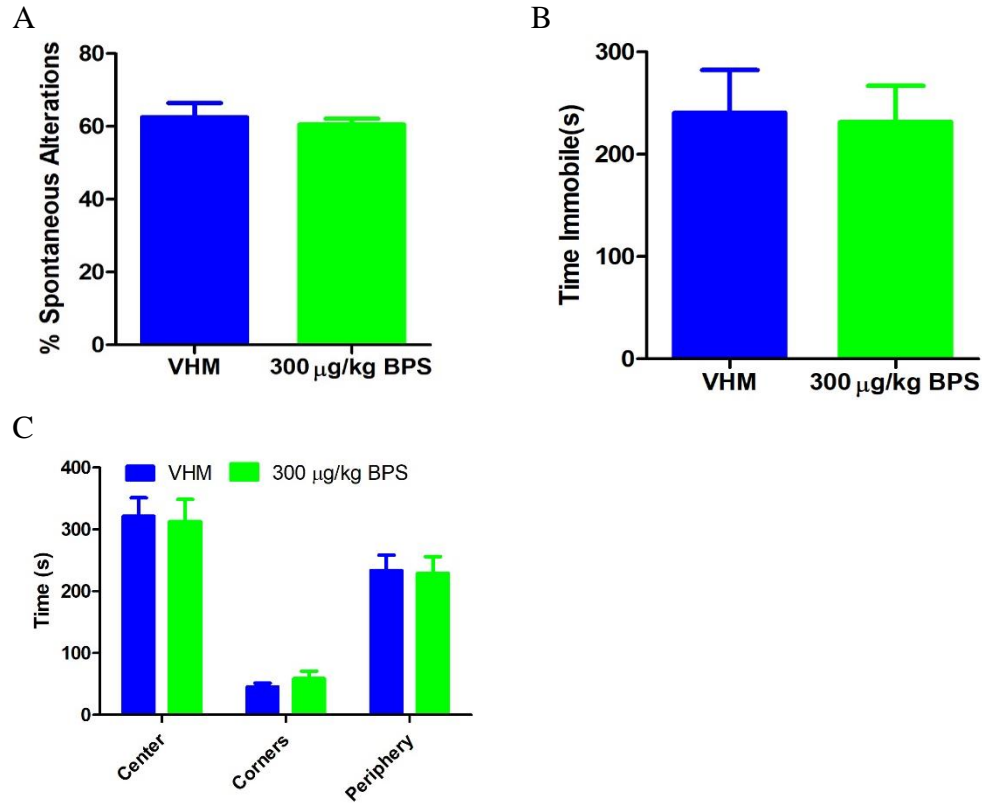 A
% Spontaneous Alterations
80
60
40
20
0
VHM
300 μg/kg BPS
B
Time Immobile(s)
300
200
100
0
VHM
300 μg/kg BPS
C
VHM
300 μg/kg BPS
Time (s)
400
300
200
100
0
Center
Corners
Periphery